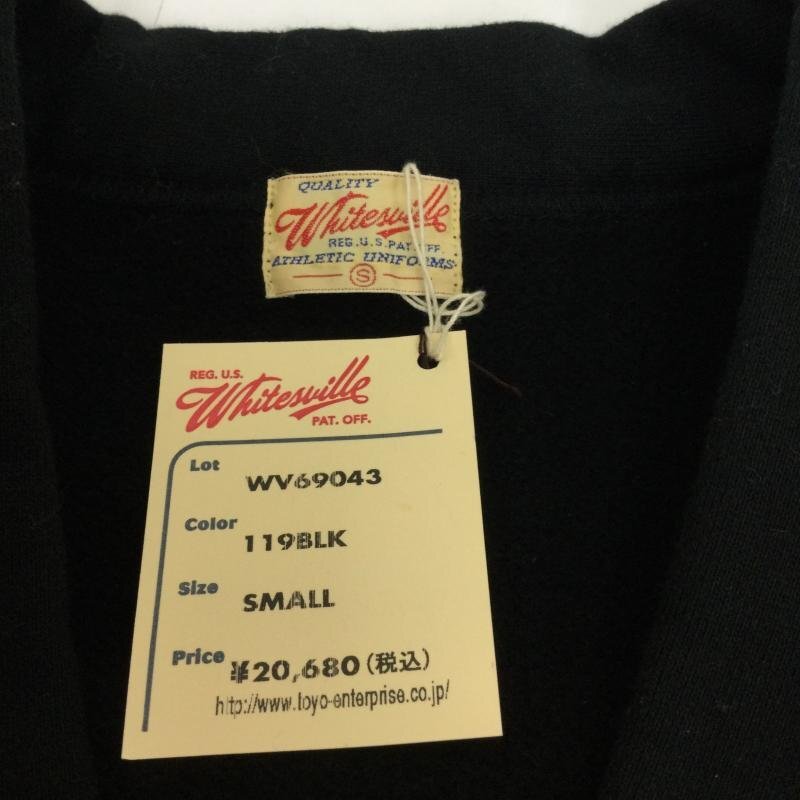 QUALITY
Whitesville
REG.U.S.PAT.OFF.
ATHLETIC UNIFORMS
S
REG. U.S.
Whitesville
PAT. OFF.
Lot WV69043
Color 119BLK
Size SMALL
Price ¥20,680(税込)
http://www.toyo-enterprise.co.jp/